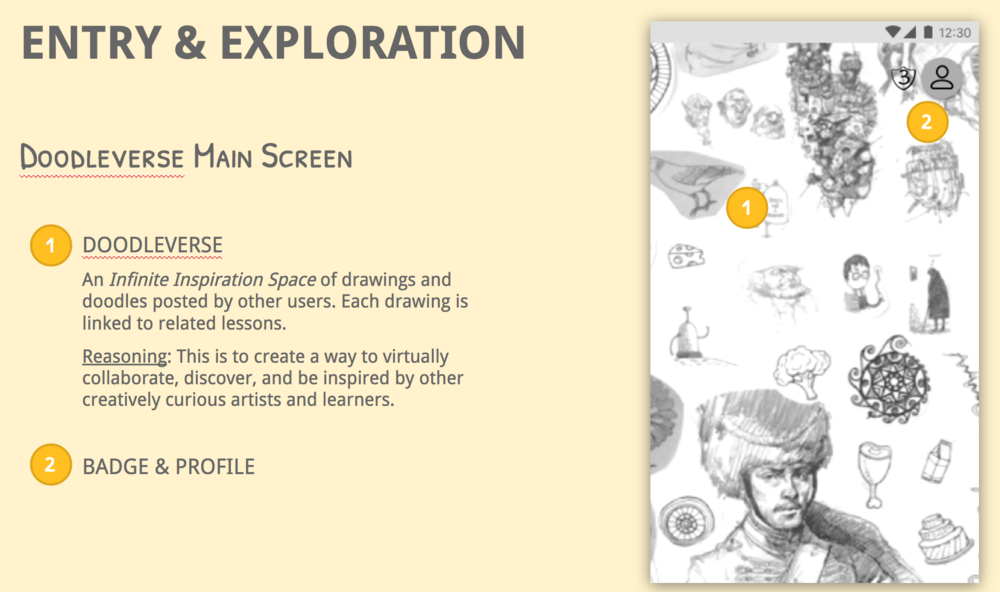 ENTRY & EXPLORATION
12:30
3
2
Doodleverse Main Screen
1
1
DOODLEVERSE
An Infinite Inspiration Space of drawings and
doodles posted by other users. Each drawing is
linked to related lessons.
Reasoning: This is to create a way to virtually
collaborate, discover, and be inspired by other
creatively curious artists and learners.
2
BADGE & PROFILE